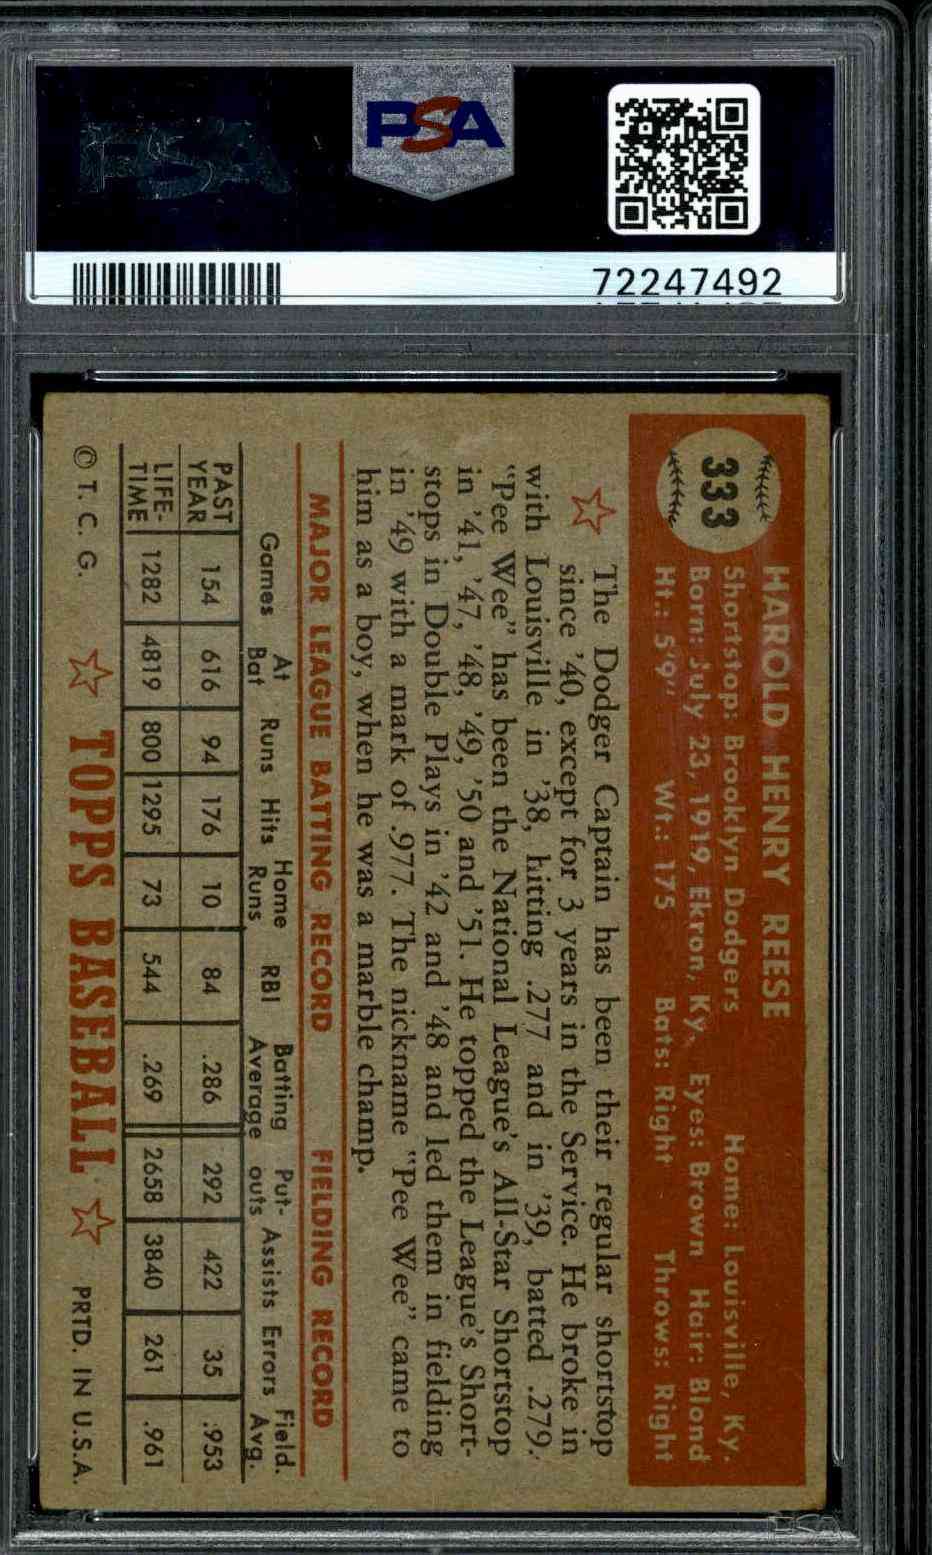 PSA
PSA
72247492
333
HAROLD HENRY REESE
Shortstop: Brooklyn Dodgers Home: Louisville, Ky.
Born: July 23, 1919, Ekron, Ky. Eyes: Brown Hair: Blond
Ht.: 5'9" Wt.: 175 Bats: Right Throws: Right
The Dodger Captain has been their regular shortstop
since '40, except for 3 years in the Service. He broke in
with Louisville in '38, hitting .277 and in '39, batted .279.
"Pee Wee" has been the National League's All-Star Shortstop
in '41, '47, '48, '49, '50 and '51. He topped the League's Short-
stops in Double Plays in '42 and '48 and led them in fielding
in '49 with a mark of .977. The nickname "Pee Wee" came to
him as a boy, when he was a marble champ.
MAJOR LEAGUE BATTING RECORD FIELDING RECORD
Games At Bat Runs Hits Home Runs RBI Batting Average Put-outs Assists Errors Field. Avg.
PAST YEAR 154 616 94 176 10 84 .286 292 422 35 .953
LIFE-TIME 1282 4819 800 1295 73 544 .269 2658 3840 261 .961
© T. C. G. TOPPS BASEBALL PRTD. IN U.S.A.
PSA